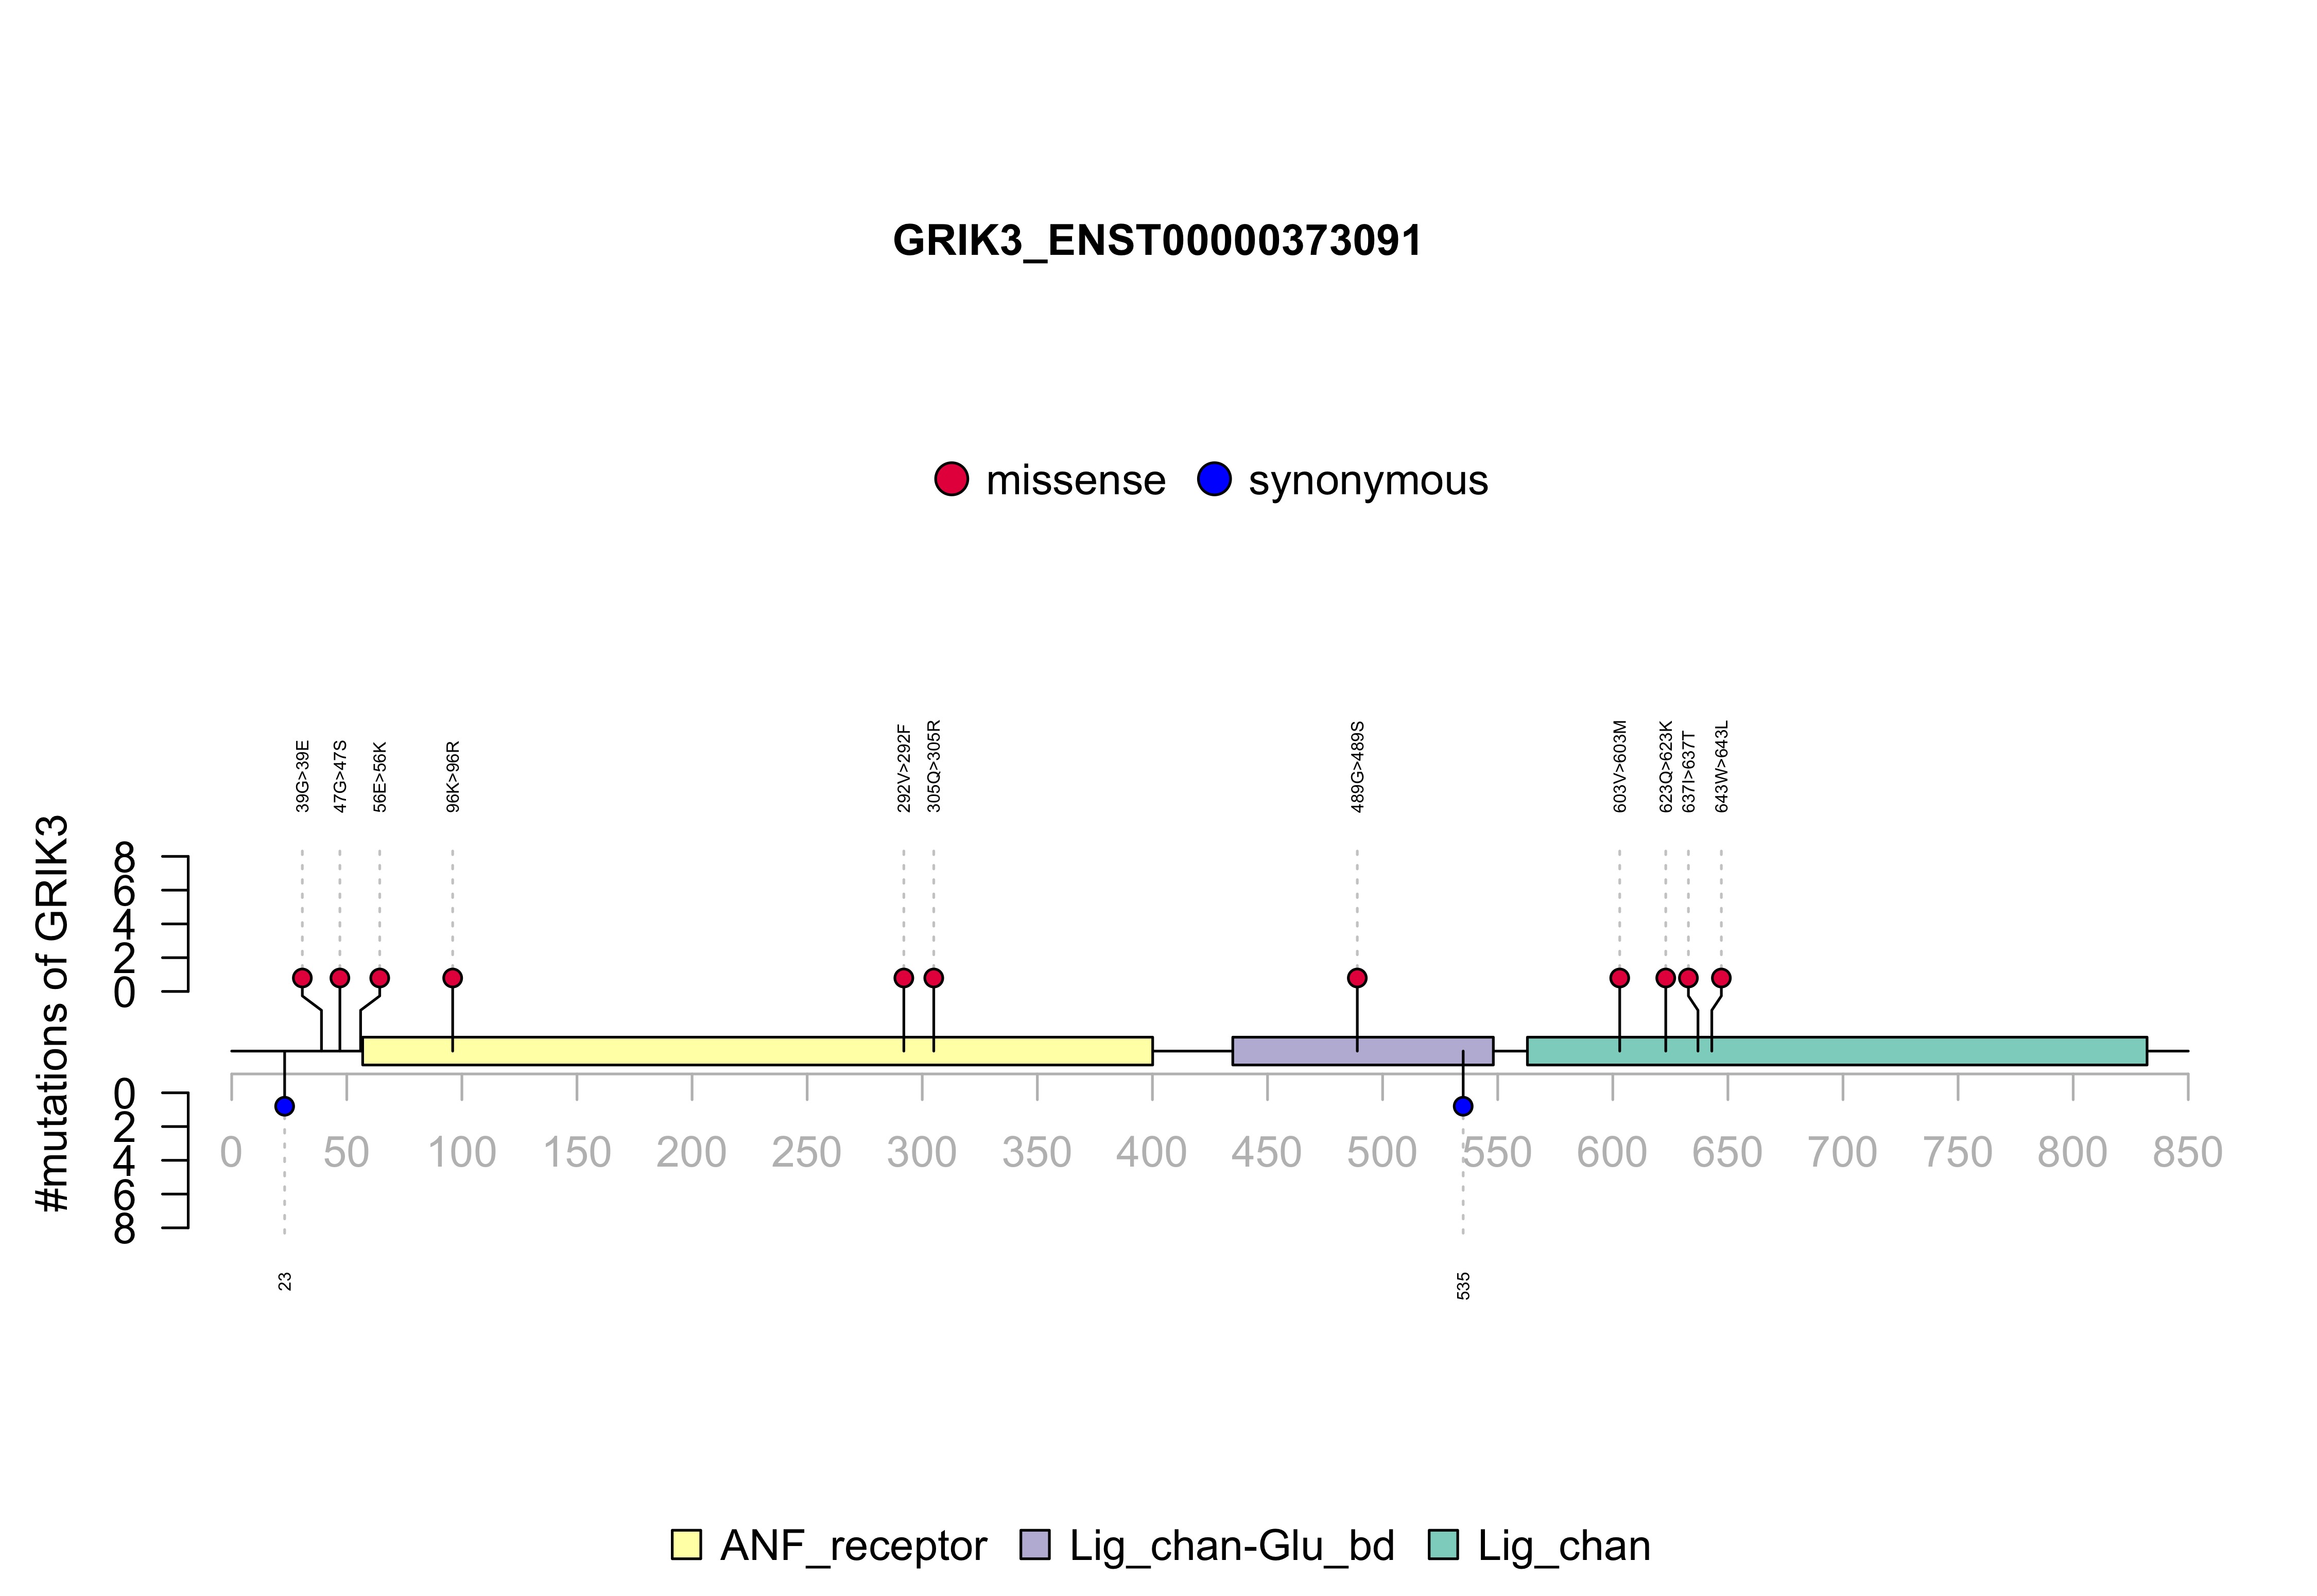 GRIK3_ENST00000373091
missense synonymous
39G>39E 47G>47S 56E>56K 96K>96R 292V>292F 305Q>305R 489G>489S 603V>603M 623Q>623K 637I>637T 643W>643L
#mutations of GRIK3
8
6
4
2
0
0
2
4
6
8
0 50 100 150 200 250 300 350 400 450 500 550 600 650 700 750 800 850
23 535
ANF_receptor Lig_chan-Glu_bd Lig_chan